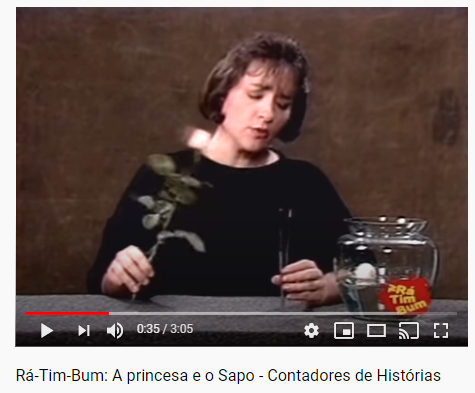 Rá
Tim
Bum
0:35 / 3:05
Rá-Tim-Bum: A princesa e o Sapo - Contadores de Histórias